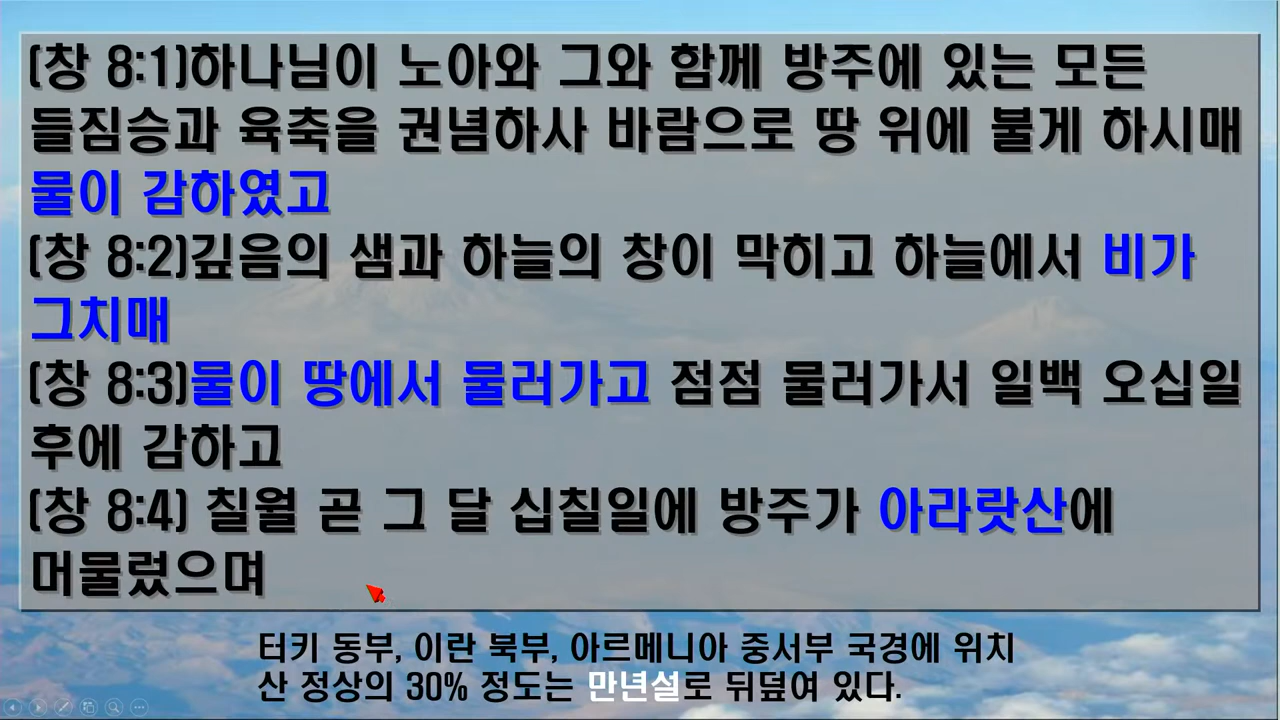 (창 8:1)하나님이 노아와 그와 함께 방주에 있는 모든
들짐승과 육축을 권념하사 바람으로 땅 위에 불게 하시매
물이 감하였고
(창 8:2)깊음의 샘과 하늘의 창이 막히고 하늘에서 비가
그치매
(창 8:3)물이 땅에서 물러가고 점점 물러가서 일백 오십일
후에 감하고
(창 8:4) 칠월 곧 그 달 십칠일에 방주가 아라랏산에
머물렀으며
터키 동부, 이란 북부, 아르메니아 중서부 국경에 위치
산 정상의 30% 정도는 만년설로 뒤덮여 있다.